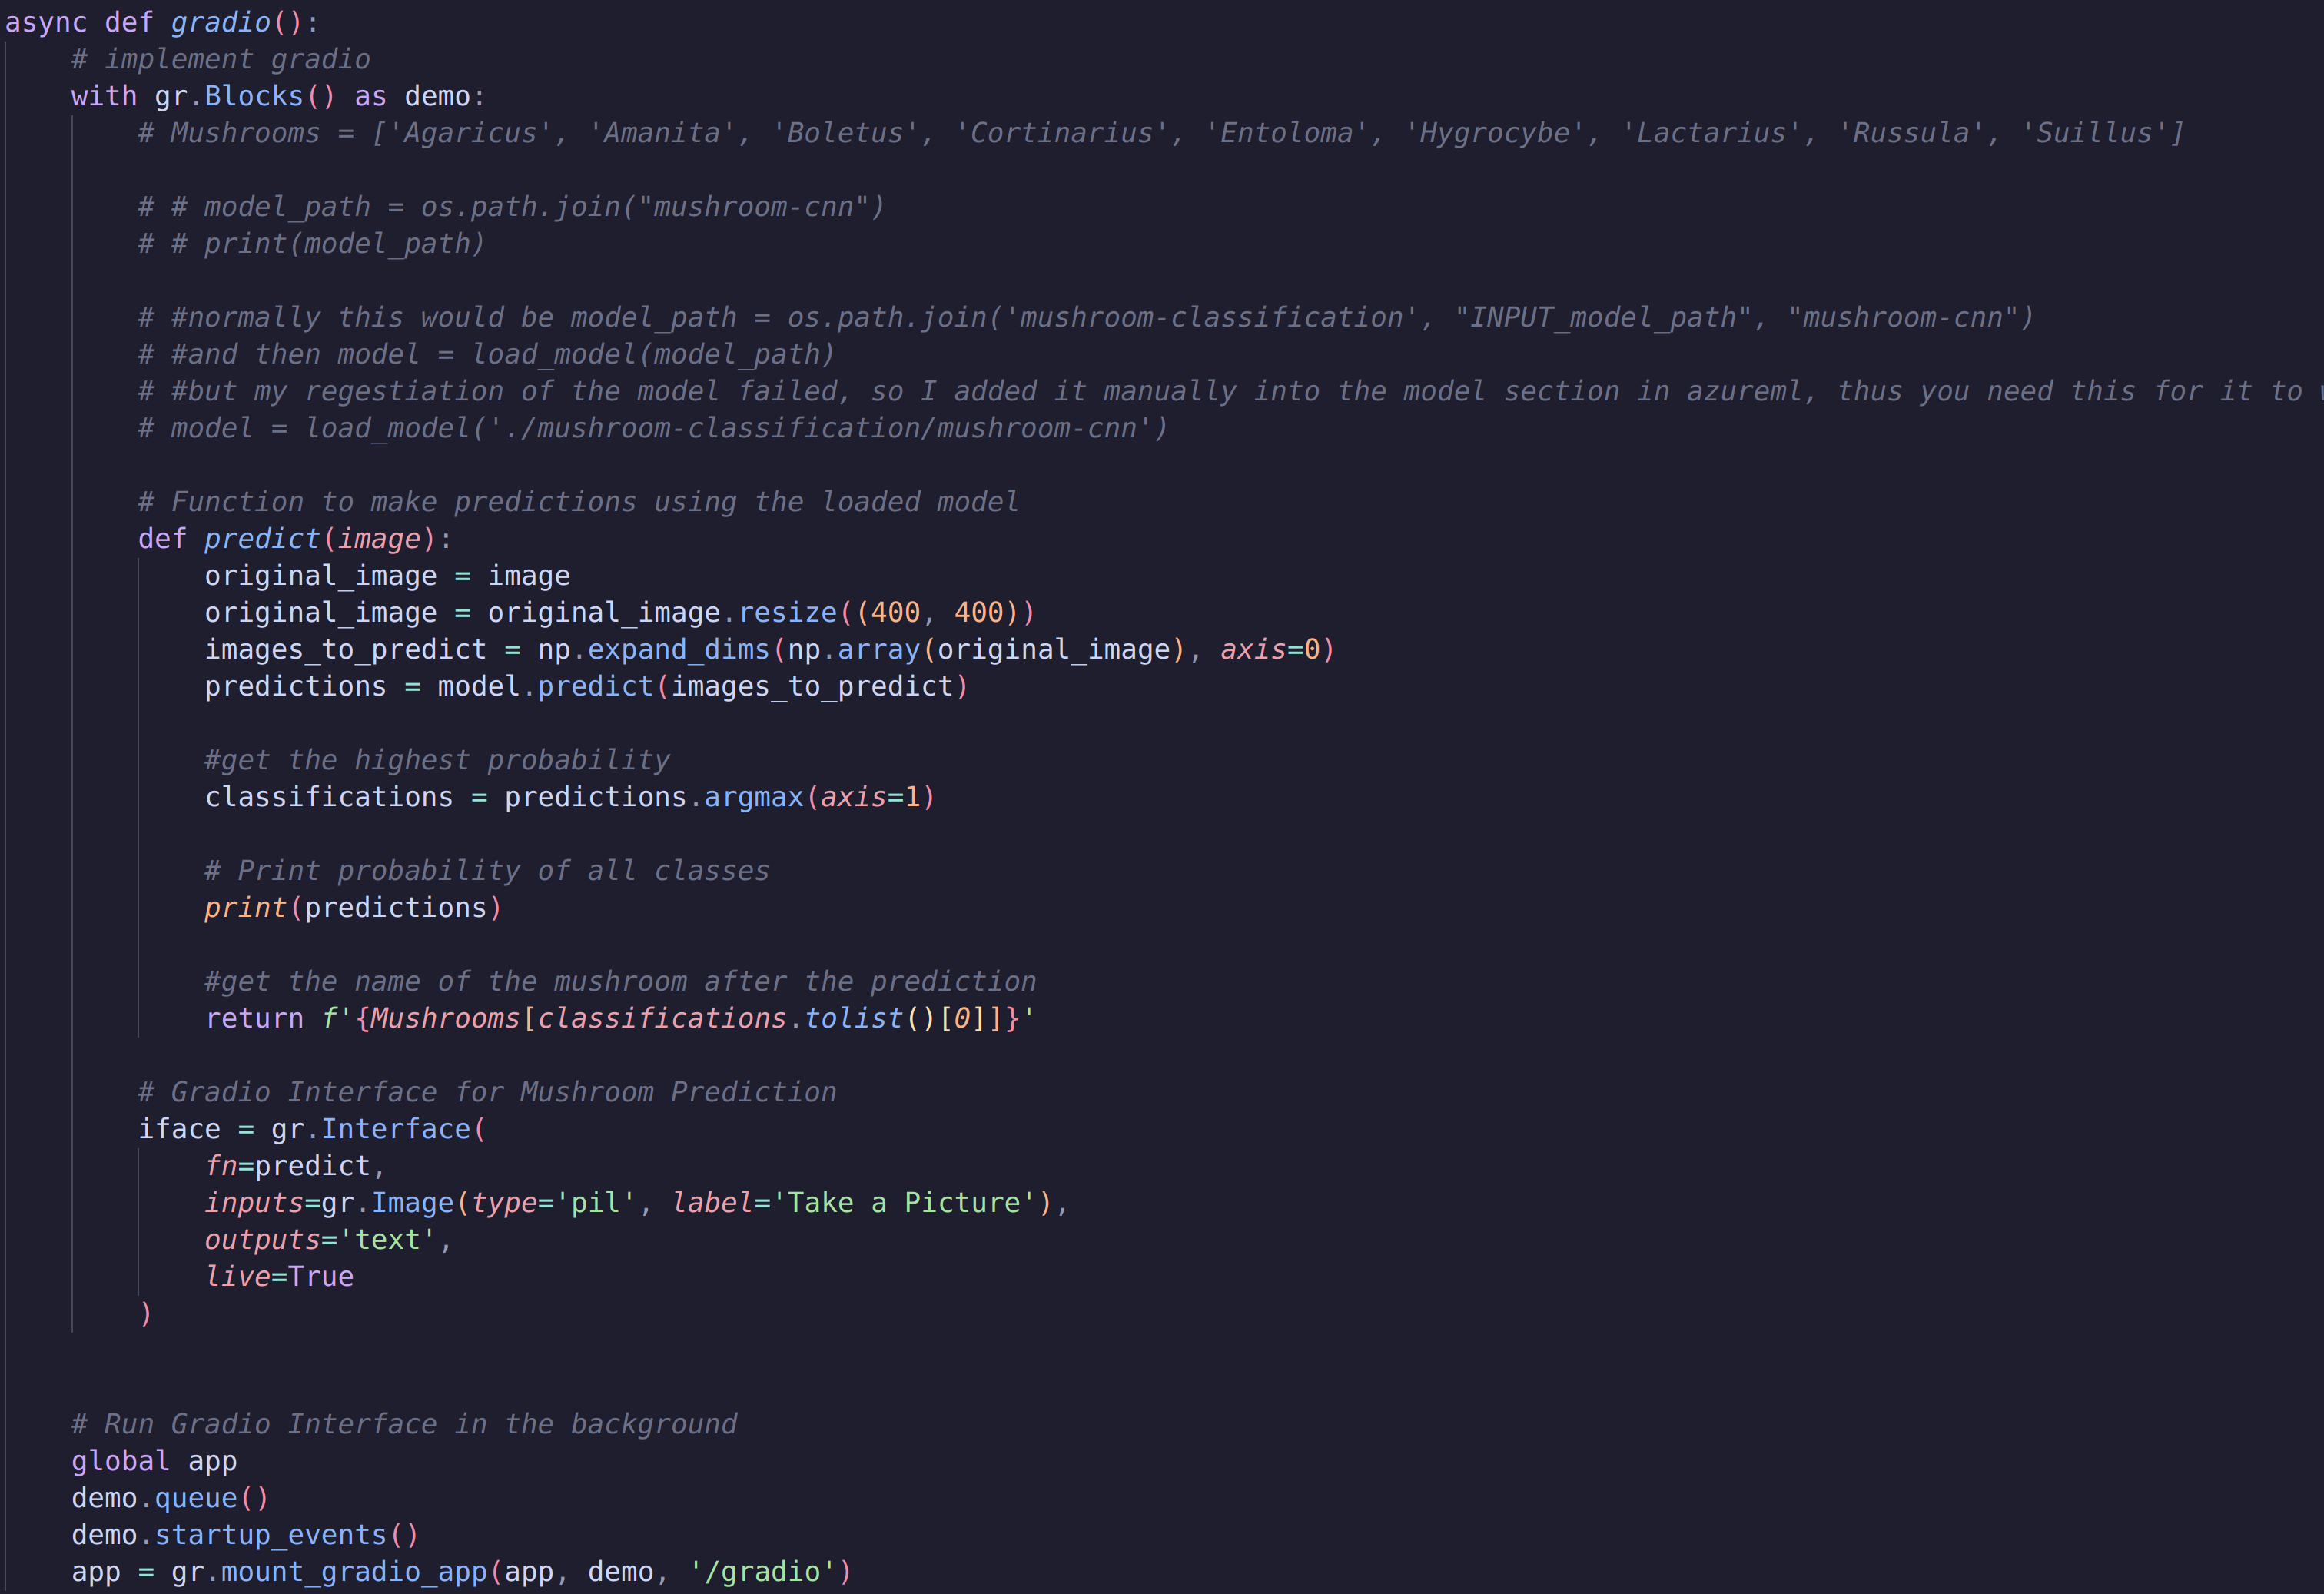 async def gradio():
    # implement gradio
    with gr.Blocks() as demo:
        # Mushrooms = ['Agaricus', 'Amanita', 'Boletus', 'Cortinarius', 'Entoloma', 'Hygrocybe', 'Lactarius', 'Russula', 'Suillus']

        # # model_path = os.path.join("mushroom-cnn")
        # # print(model_path)

        # #normally this would be model_path = os.path.join('mushroom-classification', "INPUT_model_path", "mushroom-cnn")
        # #and then model = load_model(model_path)
        # #but my regestiation of the model failed, so I added it manually into the model section in azureml, thus you need this for it to
        # model = load_model('./mushroom-classification/mushroom-cnn')

        # Function to make predictions using the loaded model
        def predict(image):
            original_image = image
            original_image = original_image.resize((400, 400))
            images_to_predict = np.expand_dims(np.array(original_image), axis=0)
            predictions = model.predict(images_to_predict)

            #get the highest probability
            classifications = predictions.argmax(axis=1)

            # Print probability of all classes
            print(predictions)

            #get the name of the mushroom after the prediction
            return f'{Mushrooms[classifications.tolist()[0]]}'

        # Gradio Interface for Mushroom Prediction
        iface = gr.Interface(
            fn=predict,
            inputs=gr.Image(type='pil', label='Take a Picture'),
            outputs='text',
            live=True
        )


    # Run Gradio Interface in the background
    global app
    demo.queue()
    demo.startup_events()
    app = gr.mount_gradio_app(app, demo, '/gradio')